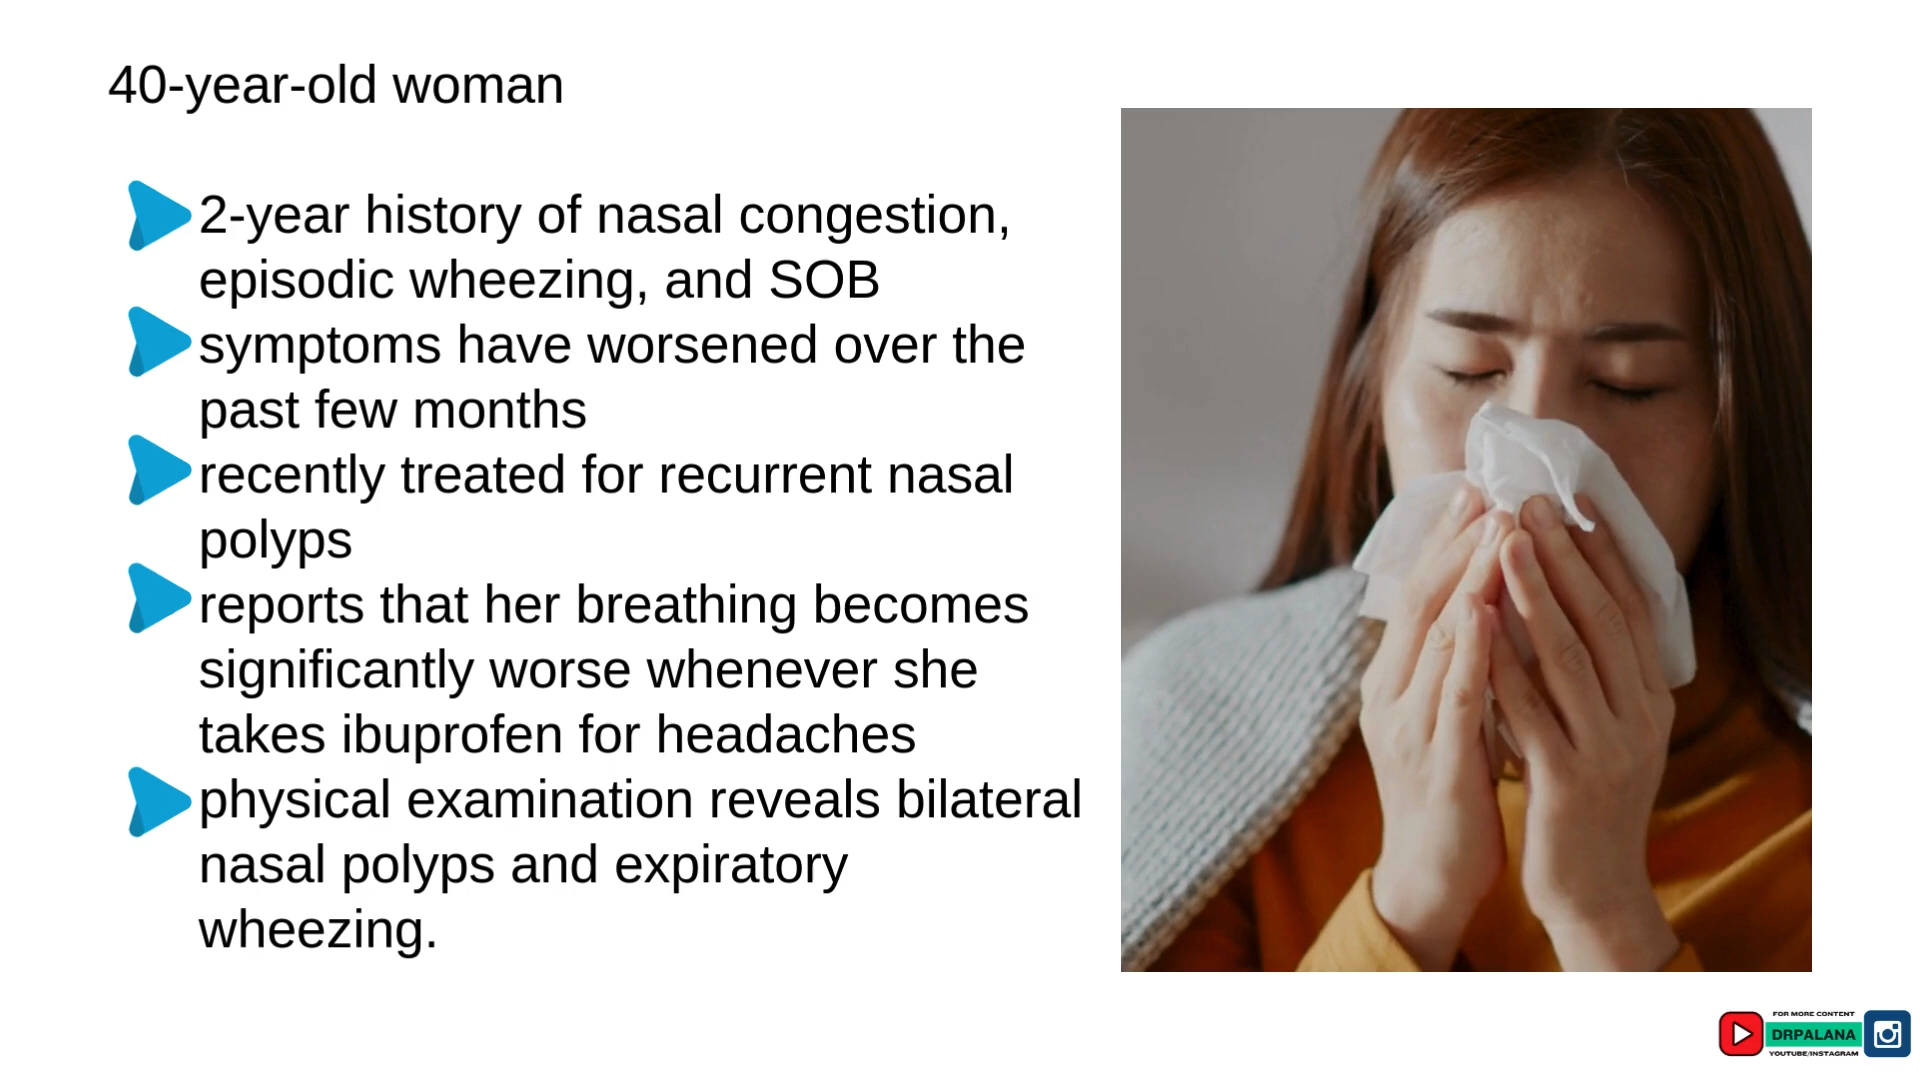 40-year-old woman
2-year history of nasal congestion,
episodic wheezing, and SOB
symptoms have worsened over the
past few months
recently treated for recurrent nasal
polyps
reports that her breathing becomes
significantly worse whenever she
takes ibuprofen for headaches
physical examination reveals bilateral
nasal polyps and expiratory
wheezing.
FOR MORE CONTENT
DRPALANA
YOUTUBE/INSTAGRAM